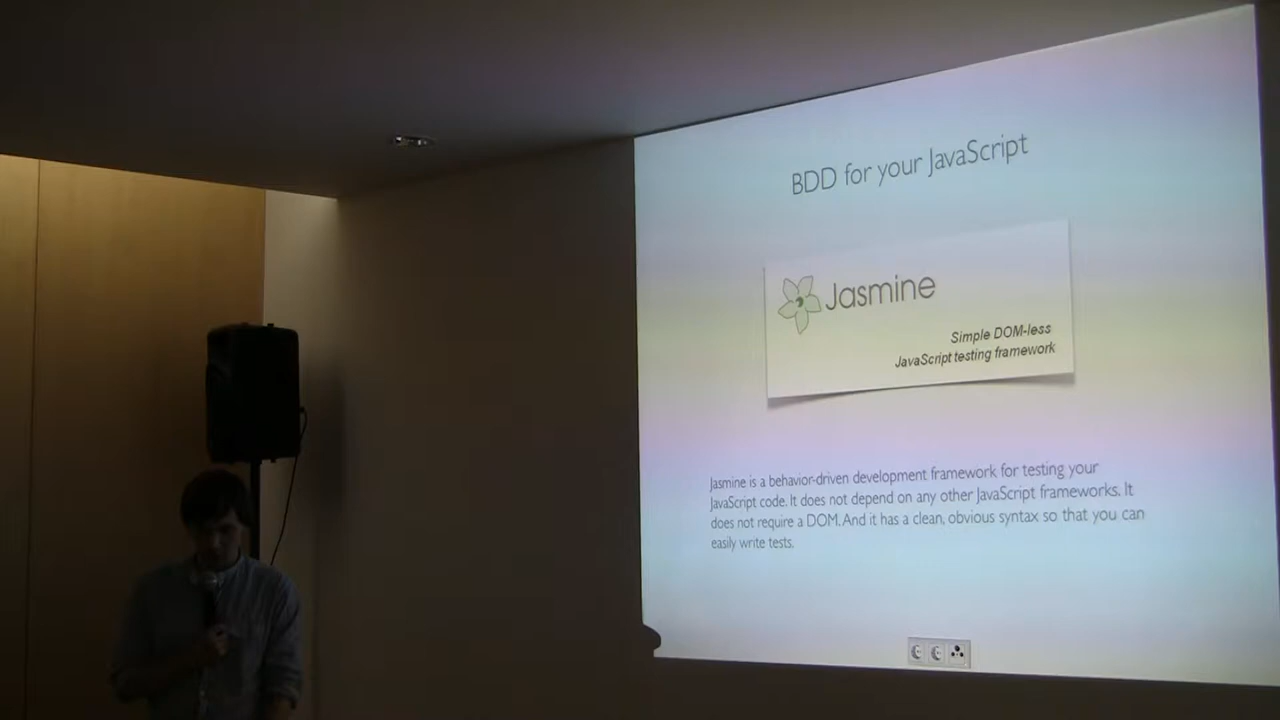 BDD for your JavaScript
Jasmine
Simple DOM-less
JavaScript testing framework
Jasmine is a behavior-driven development framework for testing your
JavaScript code. It does not depend on any other JavaScript frameworks. It
does not require a DOM. And it has a clean, obvious syntax so that you can
easily write tests.